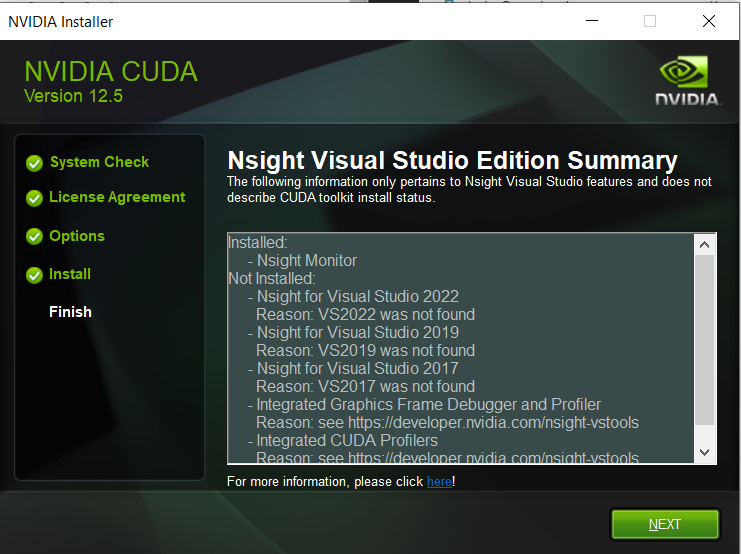 NVIDIA Installer
NVIDIA CUDA
Version 12.5
NVIDIA.
System Check
License Agreement
Options
Install
Finish
Nsight Visual Studio Edition Summary
The following information only pertains to Nsight Visual Studio features and does not
describe CUDA toolkit install status.
Installed:
- Nsight Monitor
Not Installed:
- Nsight for Visual Studio 2022
Reason: VS2022 was not found
- Nsight for Visual Studio 2019
Reason: VS2019 was not found
- Nsight for Visual Studio 2017
Reason: VS2017 was not found
- Integrated Graphics Frame Debugger and Profiler
Reason: see https://developer.nvidia.com/nsight-vstools
- Integrated CUDA Profilers
Reason: see https://developer.nvidia.com/nsight-vstools
For more information, please click here!
NEXT